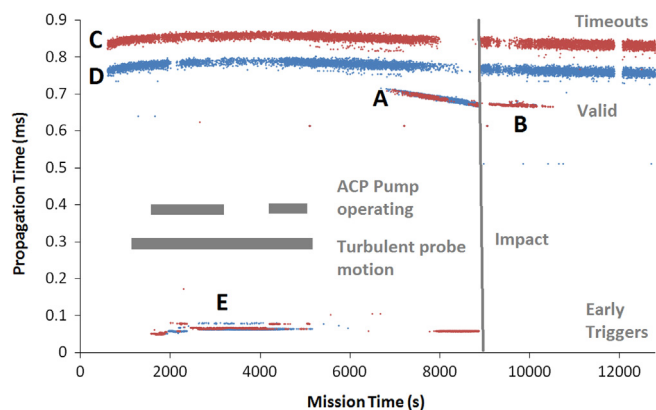 0.9
Timeouts
C
0.8
D
0.7
A
Valid
B
0.6
0.5
ACP Pump
operating
0.4
Impact
0.3
Turbulent probe
motion
0.2
E
Early
Triggers
0.1
0
0 2000 4000 6000 8000 10000 12000
Propagation Time (ms)
Mission Time (s)